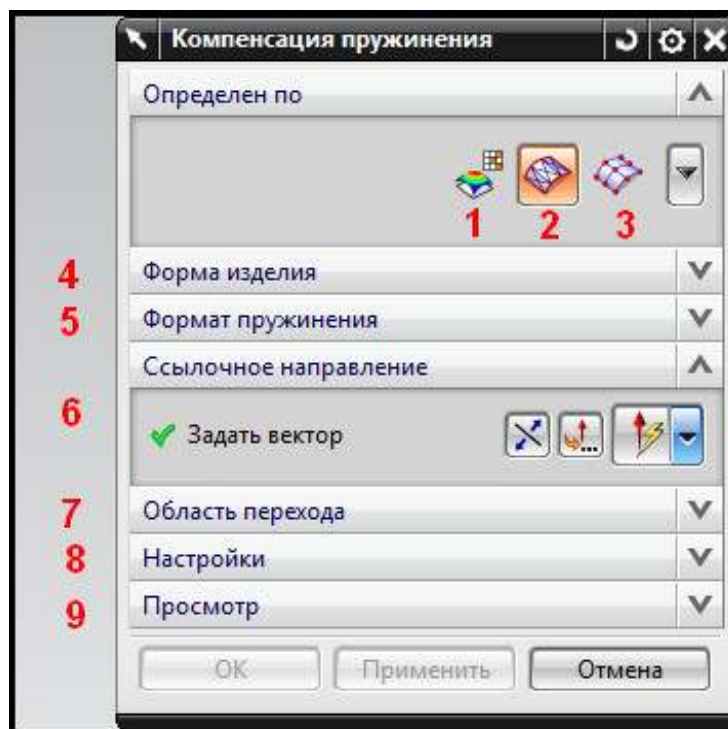 Компенсация пружинения
Определен по
1 2 3
4 Форма изделия
5 Формат пружинения
Ссылочное направление
6 Задать вектор
7 Область перехода
8 Настройки
9 Просмотр
OK Применить Отмена